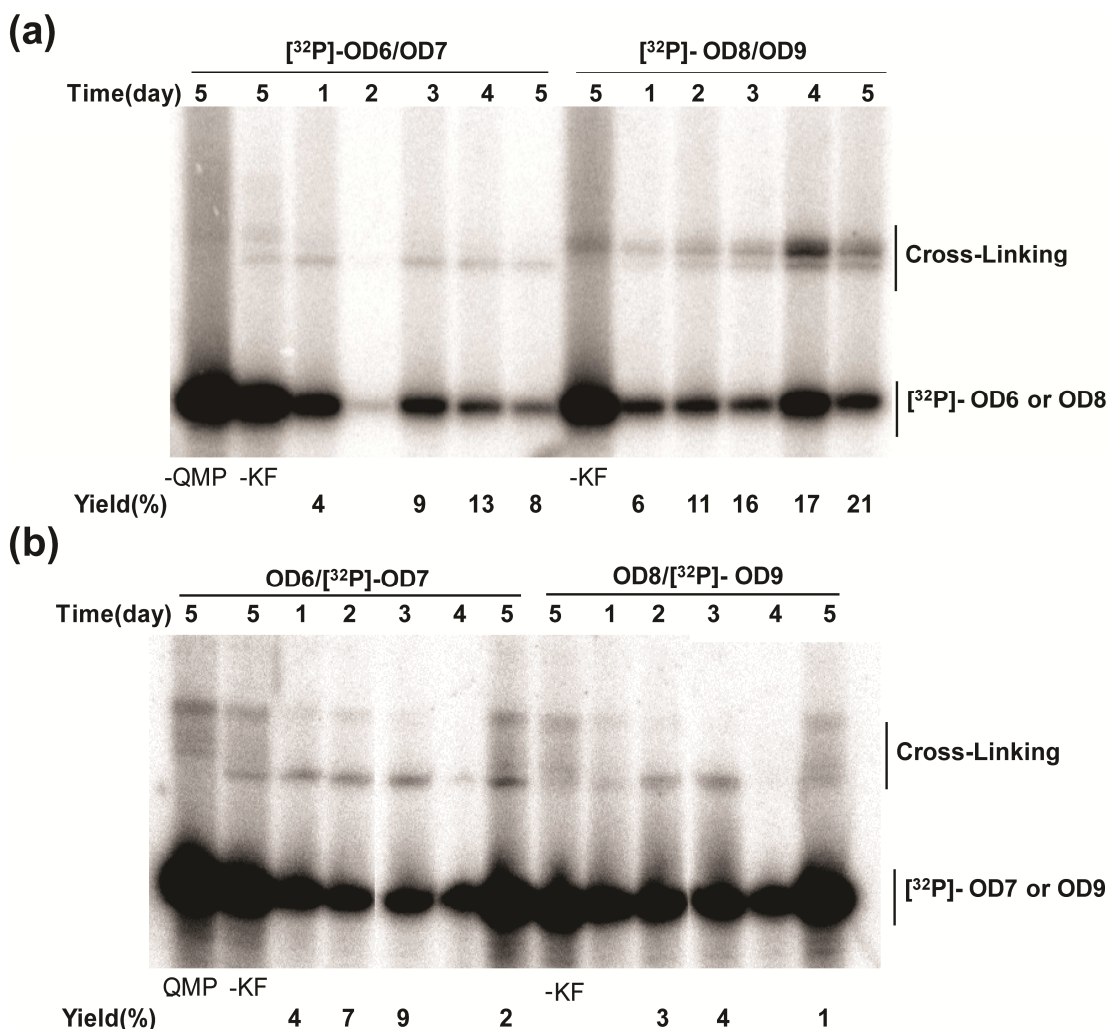 (a)
[³²P]-OD6/OD7 [³²P]- OD8/OD9
Time(day) 5 5 1 2 3 4 5 5 1 2 3 4 5
Cross-Linking
[³²P]- OD6 or OD8
-QMP -KF -KF
Yield(%) 4 9 13 8 6 11 16 17 21
(b)
OD6/[³²P]-OD7 OD8/[³²P]- OD9
Time(day) 5 5 1 2 3 4 5 5 1 2 3 4 5
Cross-Linking
[³²P]- OD7 or OD9
QMP -KF -KF
Yield(%) 4 7 9 2 3 4 1